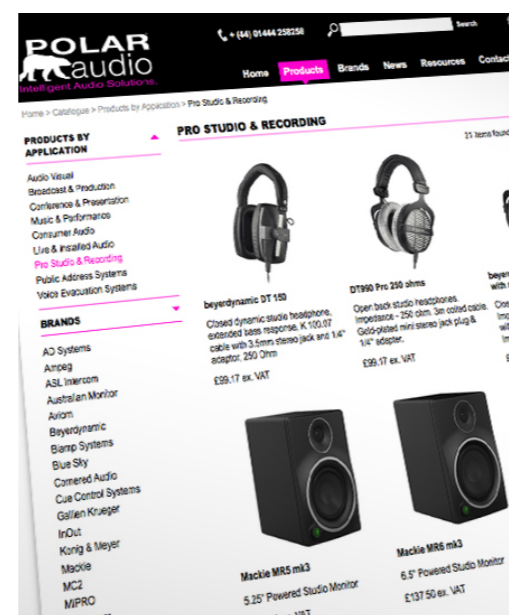 POLAR
audio
Intelligent Audio Solutions.
+ (44) 01444 258258
Search
Home Products Brands News Resources Contact
Home > Catalogue > Products by Appication > Pro Studio & Recording
PRODUCTS BY
APPLICATION
Audio Visual
Broadcast & Production
Conference & Presentation
Music & Performance
Consumer Audio
Live & Installed Audio
Pro Studio & Recording
Public Address Systems
Voice Evacuation Systems
BRANDS
AD Systems
Ampeg
ASL Intercom
Australian Monitor
Aviom
Beyerdynamic
Biamp Systems
Blue Sky
Cornered Audio
Cue Control Systems
Gallien Krueger
InOut
Konig & Meyer
Mackie
MC2
MIPRO
PRO STUDIO & RECORDING
21 items found
beyerdynamic DT 150
Closed dynamic studio headphone,
extended bass response, K 100.07
cable with 3.5mm stereo jack and 1/4"
adaptor, 250 Ohm
£99.17 ex. VAT
DT990 Pro 250 ohms
Open back studio headphones.
Impedance - 250 ohm. 3m coiled cable.
Gold-plated mini stereo jack plug &
1/4" adapter.
£99.17 ex. VAT
Mackie MR5 mk3
5.25" Powered Studio Monitor
Mackie MR6 mk3
6.5" Powered Studio Monitor
£137.50 ex. VAT